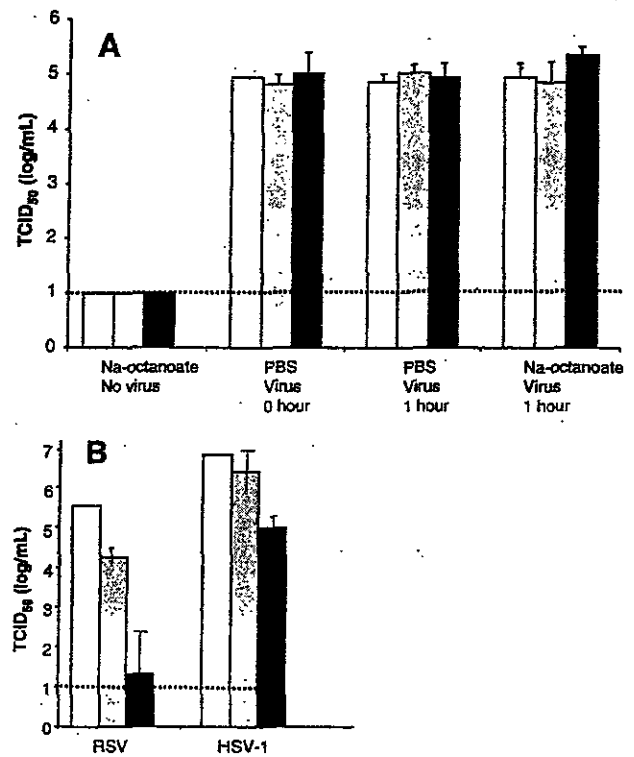 A
TCID50 (log/mL)
6
5
4
3
2
1
0
Na-octanoate
No virus
PBS
Virus
0 hour
PBS
Virus
1 hour
Na-octanoate
Virus
1 hour
B
TCID50 (log/mL)
7
6
5
4
3
2
1
0
RSV
HSV-1